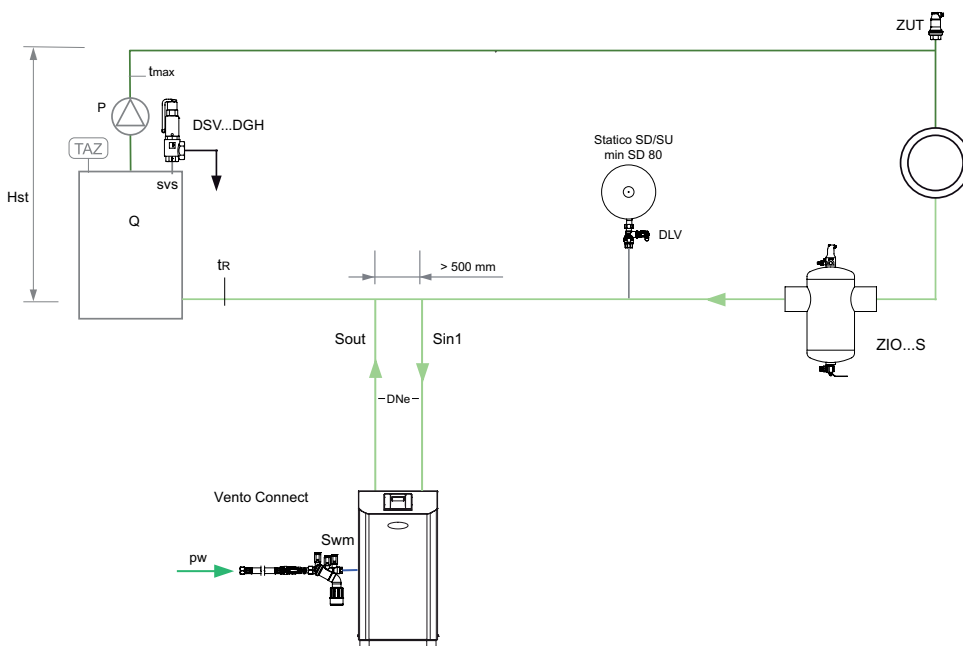 ZUT
tmax
P
DSV...DGH
TAZ
svs
Statico SD/SU
min SD 80
Hst
Q
DLV
> 500 mm
tR
Sout
Sin1
ZIO...S
DNe
Vento Connect
Swm
pw